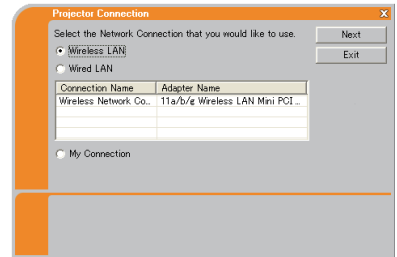 Projector Connection
Select the Network Connection that you would like to use.
Next
Wireless LAN
Exit
Wired LAN
Connection Name Adapter Name
Wireless Network Co... 11a/b/g Wireless LAN Mini PCI ...
My Connection